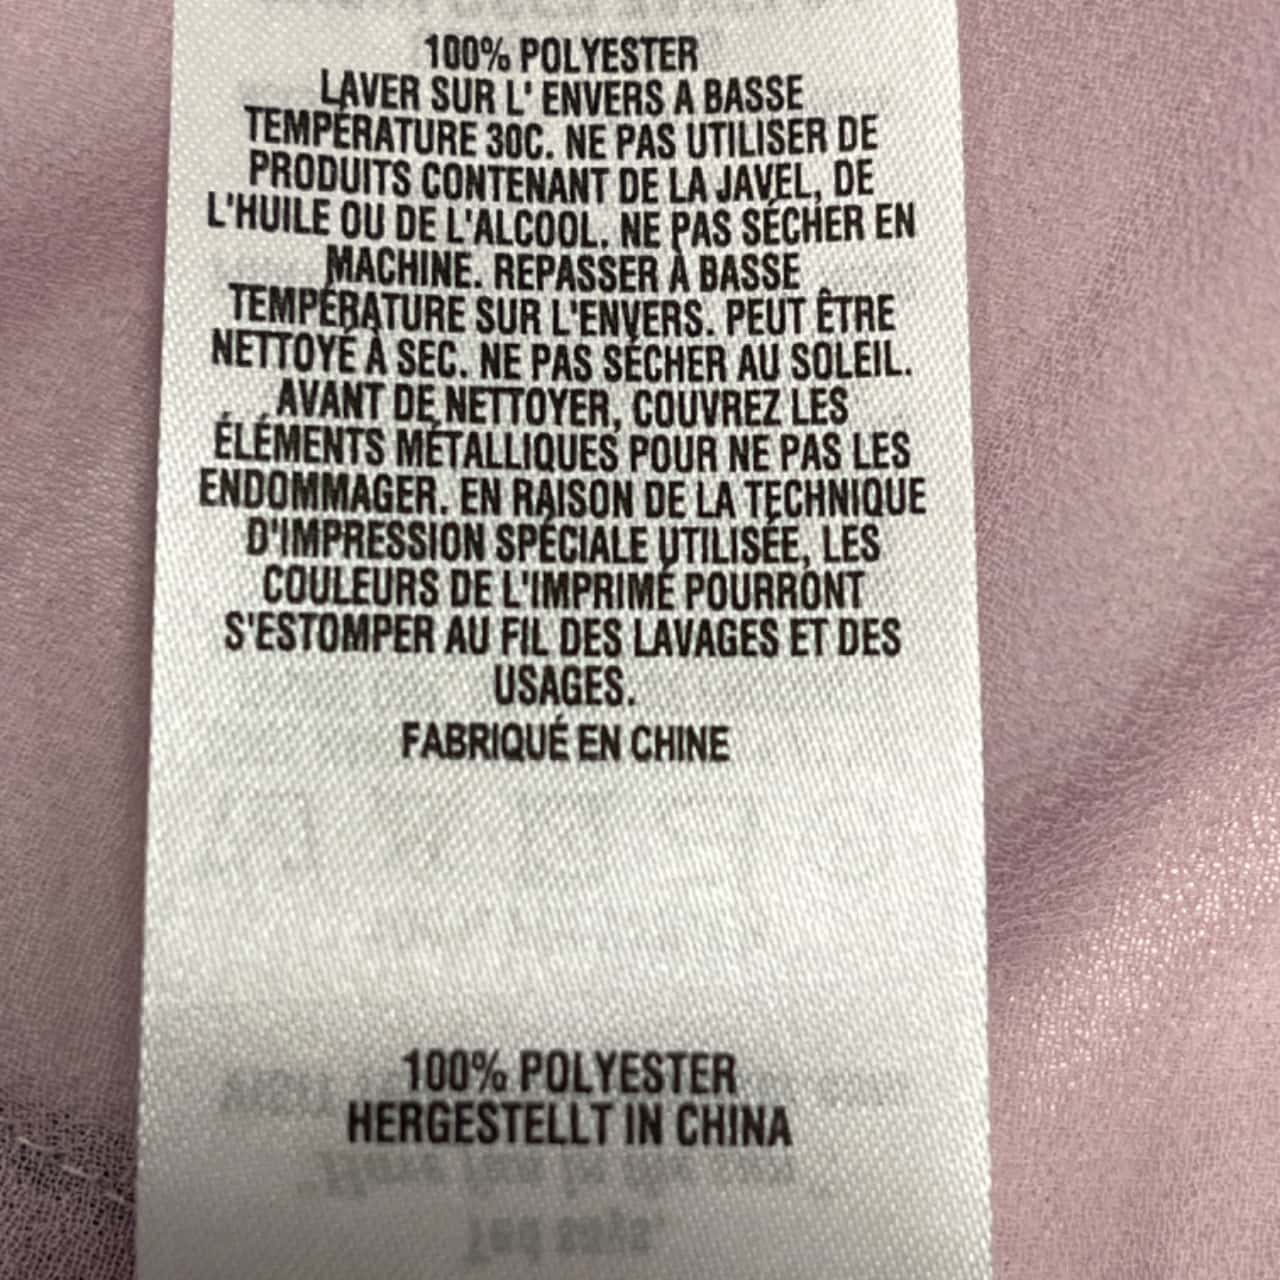 100% POLYESTER
LAVER SUR L' ENVERS A BASSE
TEMPÉRATURE 30C. NE PAS UTILISER DE
PRODUITS CONTENANT DE LA JAVEL, DE
L'HUILE OU DE L'ALCOOL. NE PAS SÉCHER EN
MACHINE. REPASSER À BASSE
TEMPÉRATURE SUR L'ENVERS. PEUT ÊTRE
NETTOYÉ À SEC. NE PAS SÉCHER AU SOLEIL.
AVANT DE NETTOYER, COUVREZ LES
ÉLÉMENTS MÉTALLIQUES POUR NE PAS LES
ENDOMMAGER. EN RAISON DE LA TECHNIQUE
D'IMPRESSION SPÉCIALE UTILISÉE, LES
COULEURS DE L'IMPRIMÉ POURRONT
S'ESTOMPER AU FIL DES LAVAGES ET DES
USAGES.
FABRIQUÉ EN CHINE
100% POLYESTER
HERGESTELLT IN CHINA